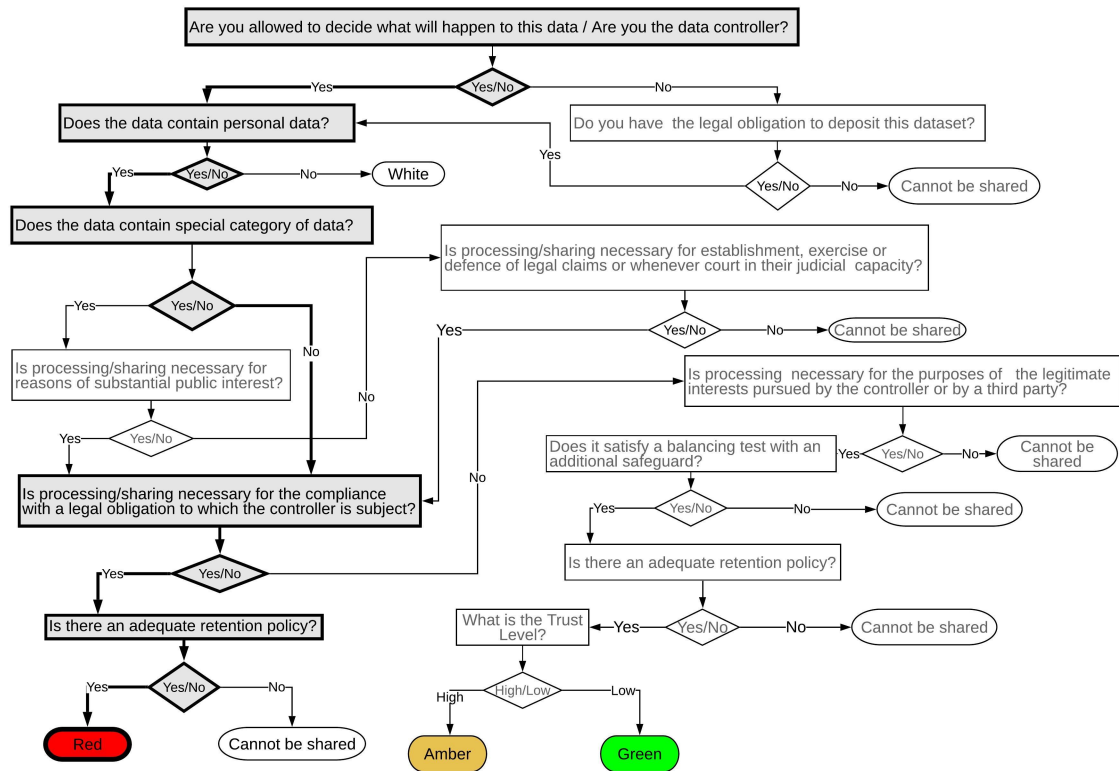 Are you allowed to decide what will happen to this data / Are you the data controller?
Yes
Yes/No
No
Does the data contain personal data?
Do you have  the legal obligation to deposit this dataset?
Yes
Yes
Yes/No
No
White
Yes/No
No
Cannot be shared
Does the data contain special category of data?
Is processing/sharing necessary for establishment, exercise or
defence of legal claims or whenever court in their judicial  capacity?
Yes
Yes/No
No
Yes
Yes/No
No
Cannot be shared
Is processing/sharing necessary for
reasons of substantial public interest?
Is processing  necessary for the purposes of   the legitimate
interests pursued by the controller or by a third party?
No
Yes
Yes/No
Does it satisfy a balancing test with an
additional safeguard?
Yes
Yes/No
No
Cannot be
shared
No
Is processing/sharing necessary for the compliance
with a legal obligation to which the controller is subject?
Yes
Yes/No
No
Cannot be shared
Yes
Yes/No
Is there an adequate retention policy?
Is there an adequate retention policy?
What is the Trust
Level?
Yes
Yes/No
No
Cannot be shared
Yes
Yes/No
No
High
High/Low
Low
Red
Cannot be shared
Amber
Green